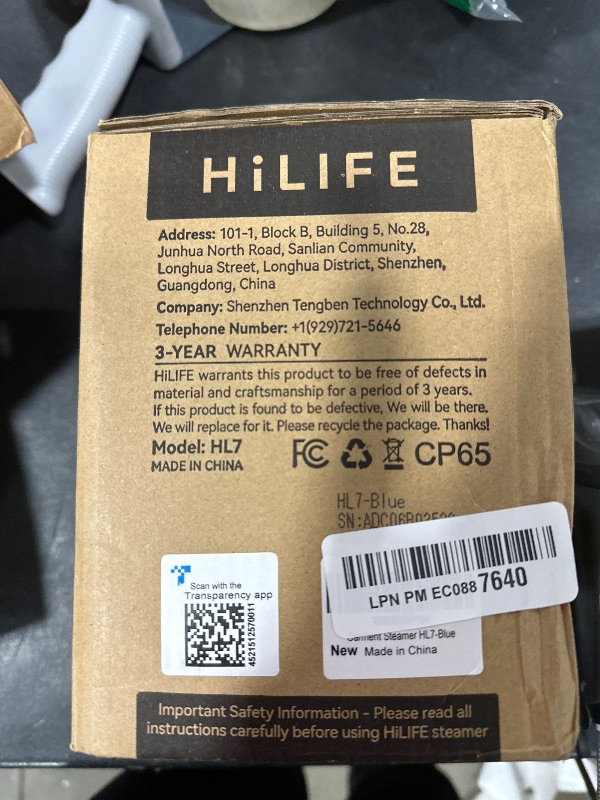 HiLIFE
Address: 101-1, Block B, Building 5, No.28,
Junhua North Road, Sanlian Community,
Longhua Street, Longhua District, Shenzhen,
Guangdong, China
Company: Shenzhen Tengben Technology Co., Ltd.
Telephone Number: +1(929)721-5646
3-YEAR WARRANTY
HiLIFE warrants this product to be free of defects in
material and craftsmanship for a period of 3 years.
If this product is found to be defective, We will be there.
We will replace for it. Please recycle the package. Thanks!
Model: HL7
MADE IN CHINA
FC CP65
HL7-Blue
SN:
LPN PM EC088 7640
Scan with the
Transparency app
4521512570011
Garment Steamer HL7-Blue
New Made in China
Important Safety Information - Please read all
instructions carefully before using HiLIFE steamer